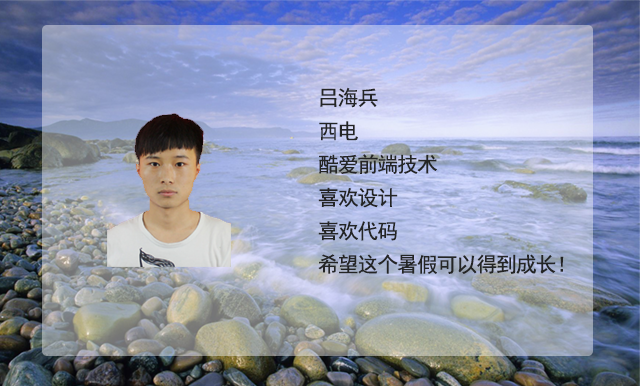 吕海兵
西电
酷爱前端技术
喜欢设计
喜欢代码
希望这个暑假可以得到成长！